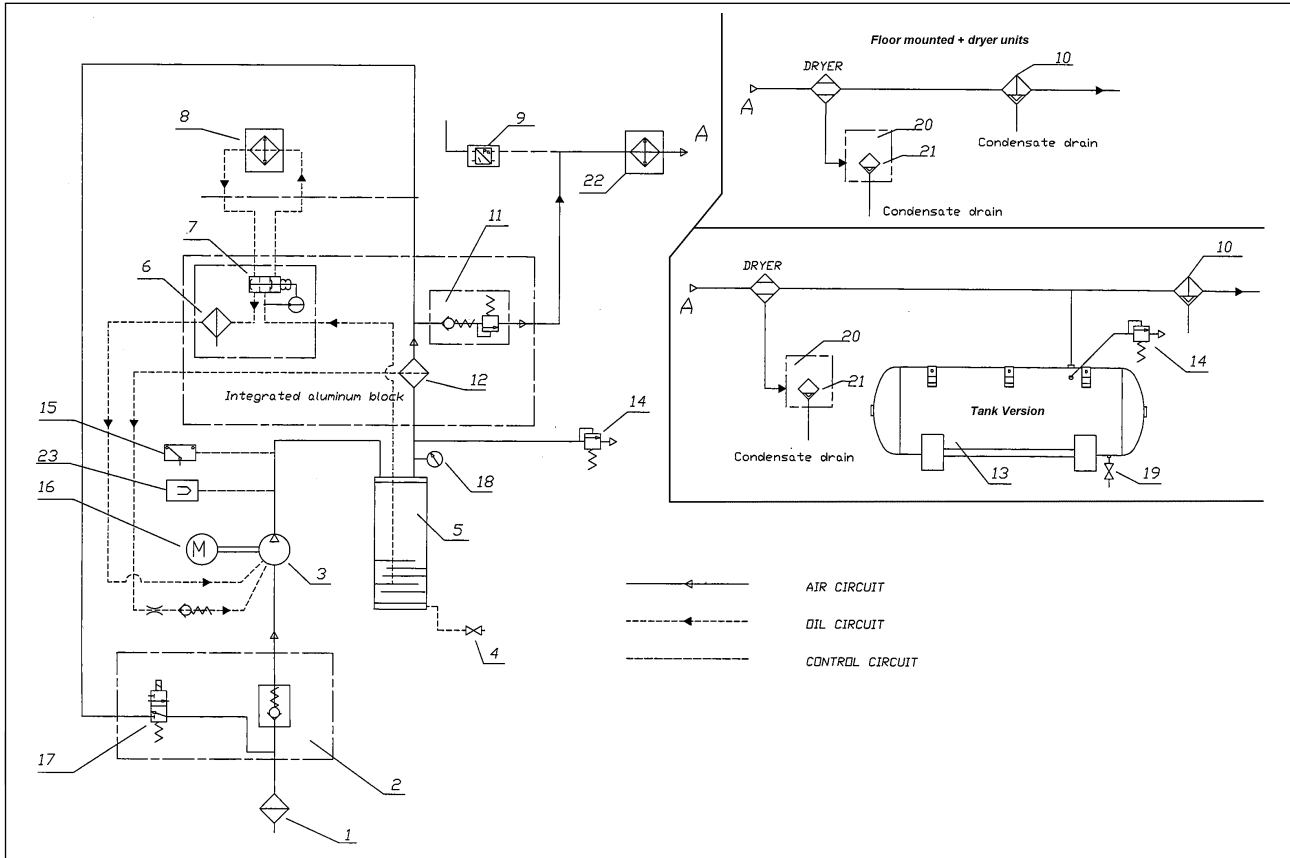 Floor mounted + dryer units
DRYER
10
A
20
21
Condensate drain
Condensate drain
8
9
A
22
7
11
6
12
Integrated aluminum block
15
14
23
18
16
M
5
3
4
17
2
1
10
DRYER
A
20
14
21
Tank Version
Condensate drain
13
19
AIR CIRCUIT
OIL CIRCUIT
CONTROL CIRCUIT